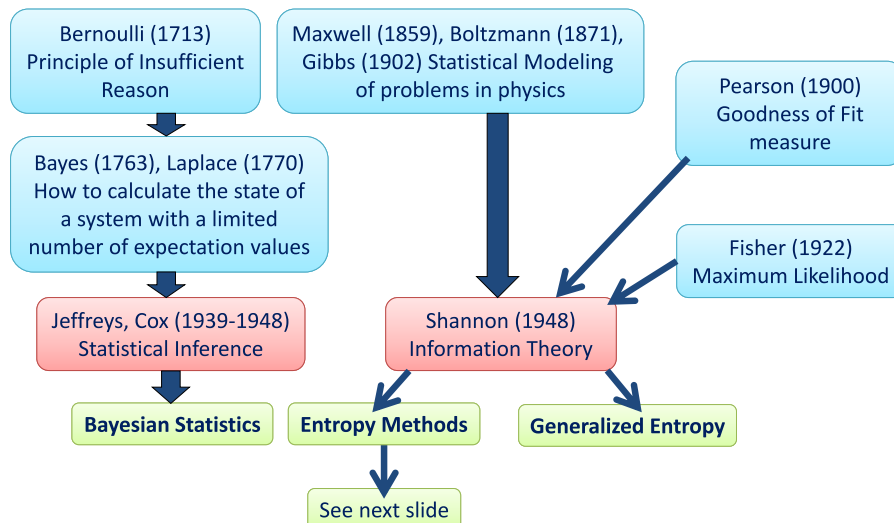 Bernoulli (1713)
Principle of Insufficient
Reason
Maxwell (1859), Boltzmann (1871),
Gibbs (1902) Statistical Modeling
of problems in physics
Pearson (1900)
Goodness of Fit
measure
Bayes (1763), Laplace (1770)
How to calculate the state of
a system with a limited
number of expectation values
Fisher (1922)
Maximum Likelihood
Jeffreys, Cox (1939-1948)
Statistical Inference
Shannon (1948)
Information Theory
Bayesian Statistics
Entropy Methods
Generalized Entropy
See next slide